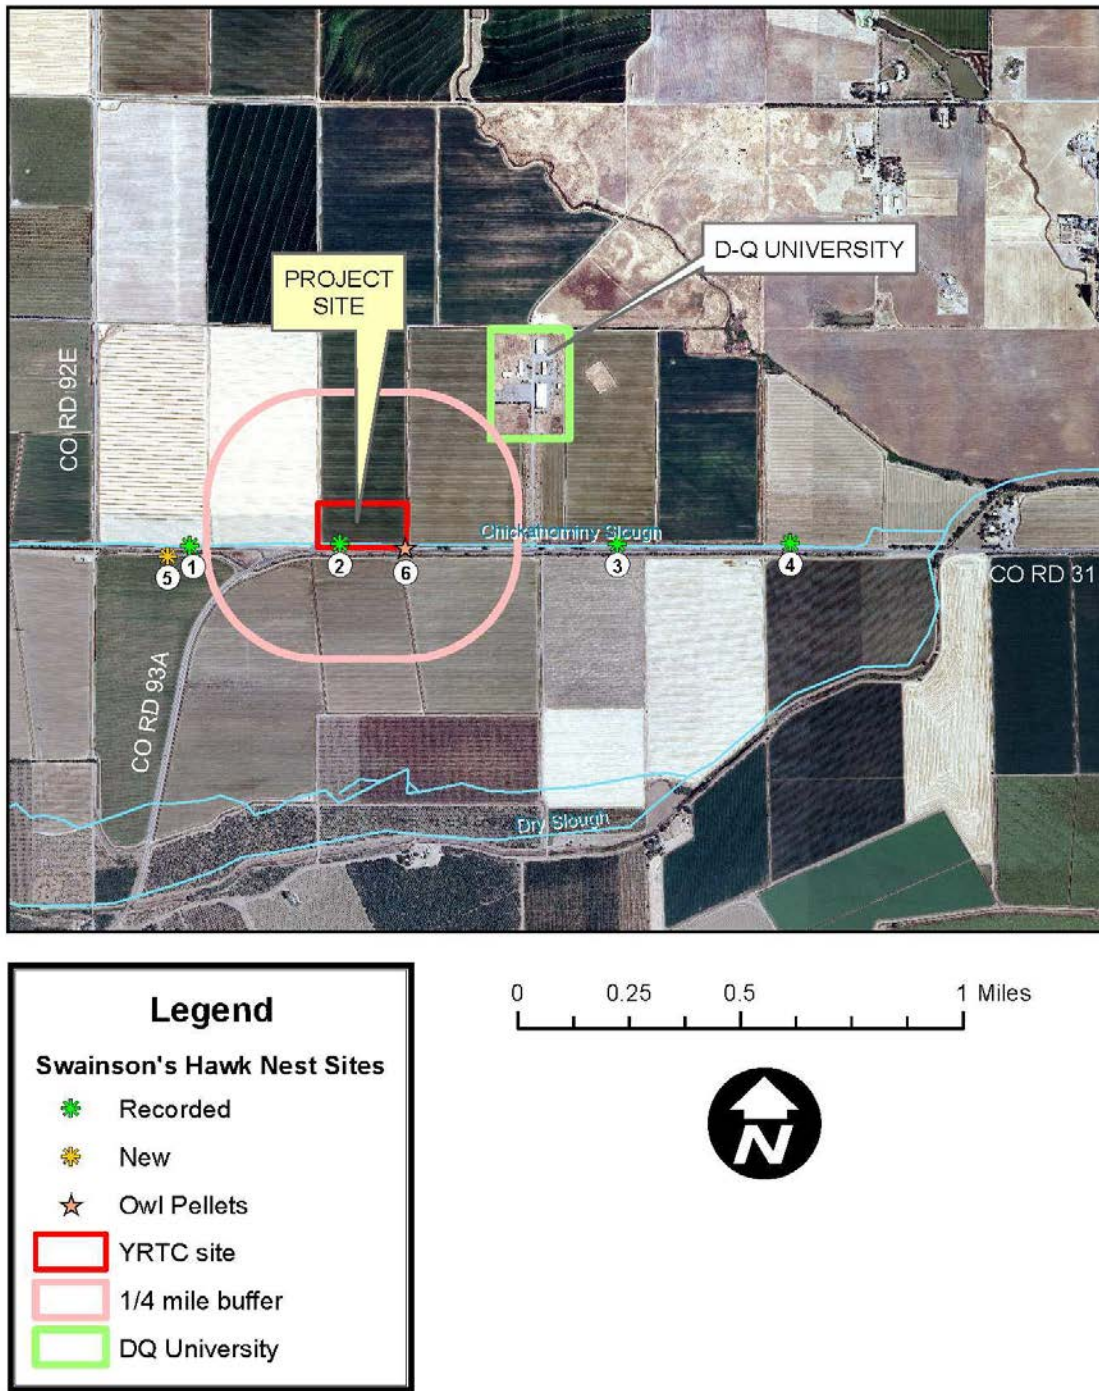 D-Q UNIVERSITY
PROJECT
SITE
CO RD 92E
Chickahominy Slough
1
2
3
4
5
6
CO RD 31
CO RD 93A
Dry Slough
Legend
Swainson's Hawk Nest Sites
Recorded
New
Owl Pellets
YRTC site
1/4 mile buffer
DQ University
0 0.25 0.5 1 Miles
N